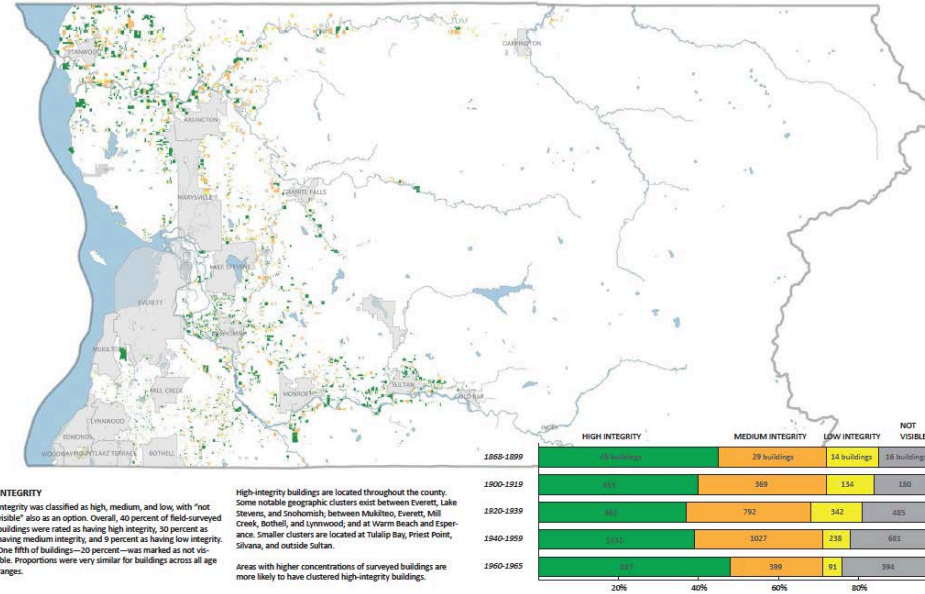 STANWOOD
DARRINGTON
ARLINGTON
GRANITE FALLS
MARYSVILLE
LAKE STEVENS
EVERETT
MUKILTEO
MILL CREEK
MONROE
SULTAN
GOLD BAR
LYNNWOOD
EDMONDS
WOODWAY
MOUNTLAKE TERRACE
BOTHELL
INDEX
HIGH INTEGRITY
MEDIUM INTEGRITY
LOW INTEGRITY
NOT
VISIBLE
1868-1899
29 buildings
14 buildings
16 buildings
1900-1919
369
134
180
1920-1939
792
342
485
1940-1959
1027
238
681
1960-1965
399
91
394
20%
40%
60%
80%
INTEGRITY
ntegrity was classified as high, medium, and low, with "not
visible" also as an option. Overall, 40 percent of field-surveyed
buildings were rated as having high integrity, 30 percent as
having medium integrity, and 9 percent as having low integrity.
One fifth of buildings—20 percent—was marked as not vis-
ble. Proportions were very similar for buildings across all age
ranges.
High-integrity buildings are located throughout the county.
Some notable geographic clusters exist between Everett, Lake
Stevens, and Snohomish; between Mukilteo, Everett, Mill
Creek, Bothell, and Lynnwood; and at Warm Beach and Esper-
ance. Smaller clusters are located at Tulalip Bay, Priest Point,
Silvana, and outside Sultan.
Areas with higher concentrations of surveyed buildings are
more likely to have clustered high-integrity buildings.